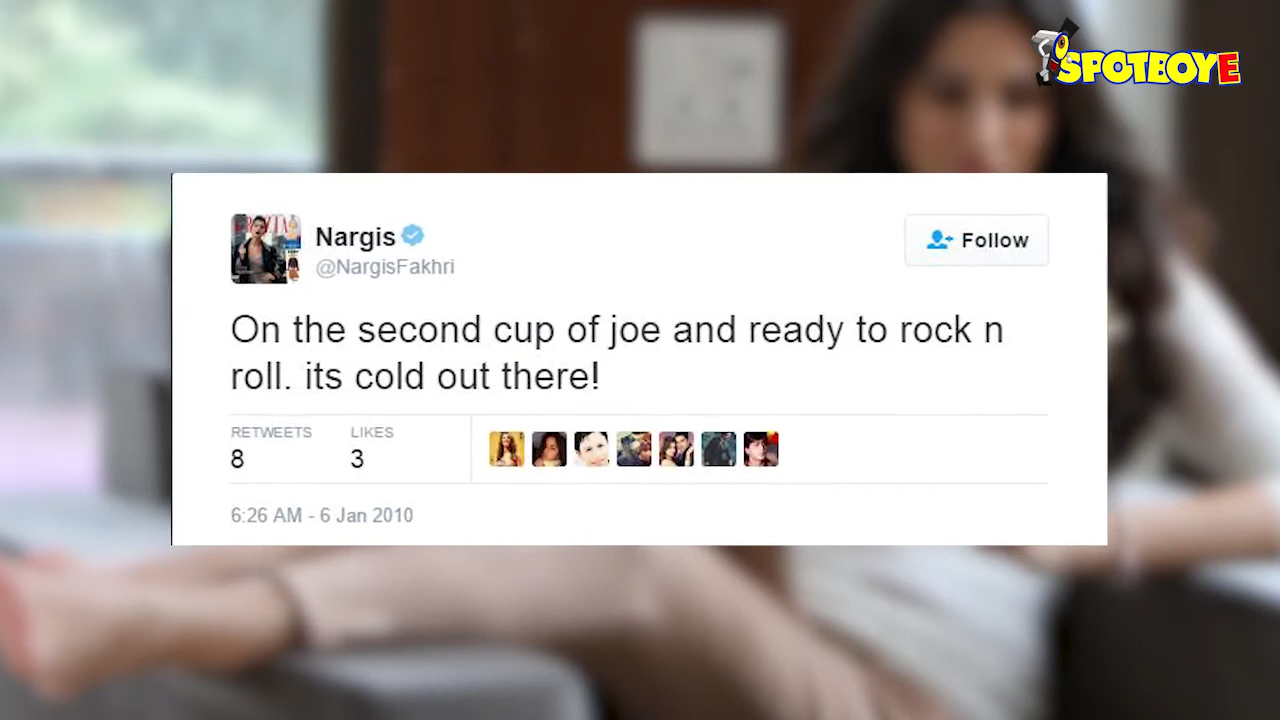 SPOTBOYE
Nargis
@NargisFakhri
Follow
On the second cup of joe and ready to rock n
roll. its cold out there!
RETWEETS LIKES
8 3
6:26 AM - 6 Jan 2010